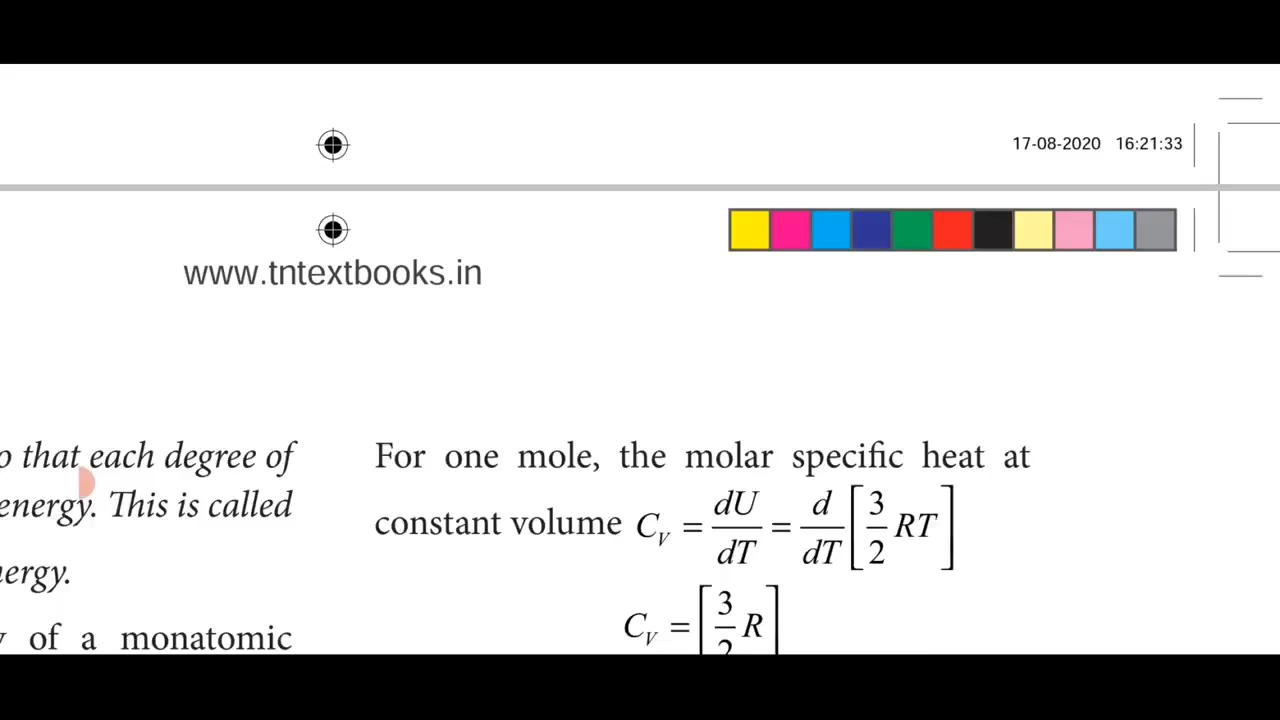 17-08-2020 16:21:33
www.tntextbooks.in
that each degree of
energy. This is called
of a monatomic
For one mole, the molar specific heat at
constant volume C_V = dU/dT = d/dT [3/2 RT]
C_V = [3/2 R]